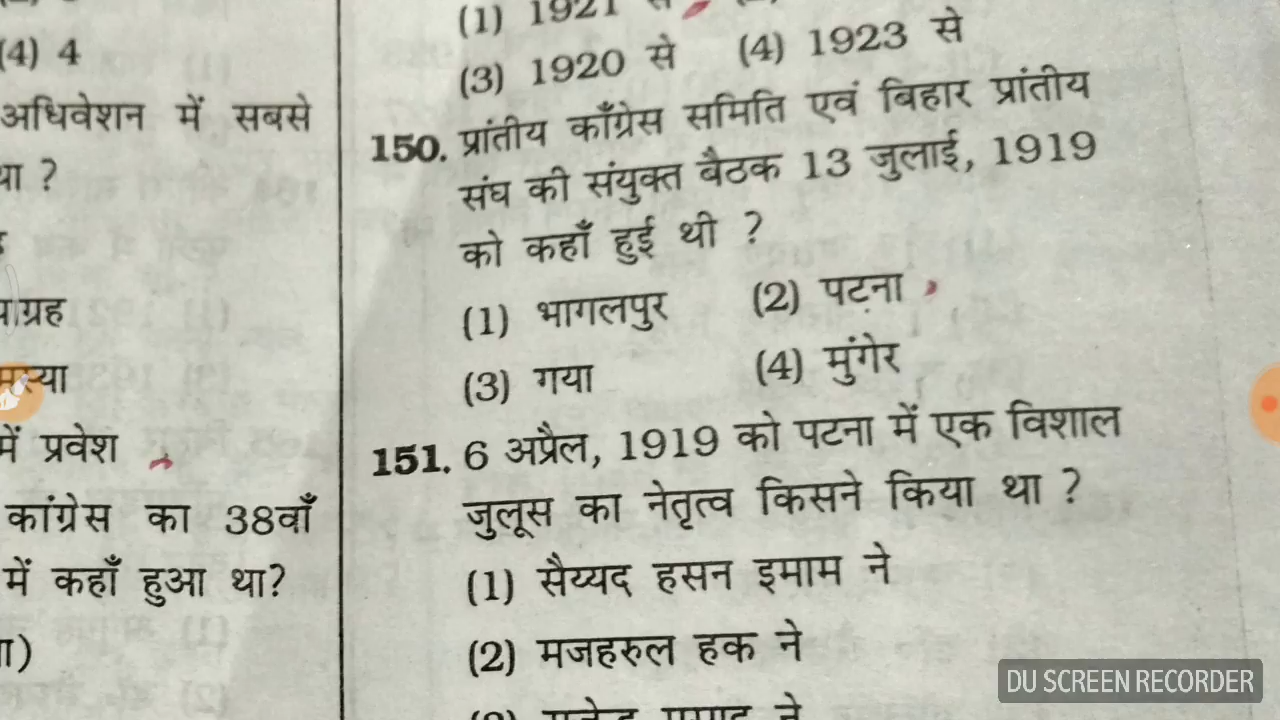 (4) 4
अधिवेशन में सबसे
था ?
में प्रवेश
कांग्रेस का 38वाँ
में कहाँ हुआ था?
(1) 1921 से
(3) 1920 से (4) 1923 से
150. प्रांतीय काँग्रेस समिति एवं बिहार प्रांतीय
संघ की संयुक्त बैठक 13 जुलाई, 1919
को कहाँ हुई थी ?
(1) भागलपुर (2) पटना
(3) गया (4) मुंगेर
151. 6 अप्रैल, 1919 को पटना में एक विशाल
जुलूस का नेतृत्व किसने किया था ?
(1) सैय्यद हसन इमाम ने
(2) मजहरुल हक ने
DU SCREEN RECORDER